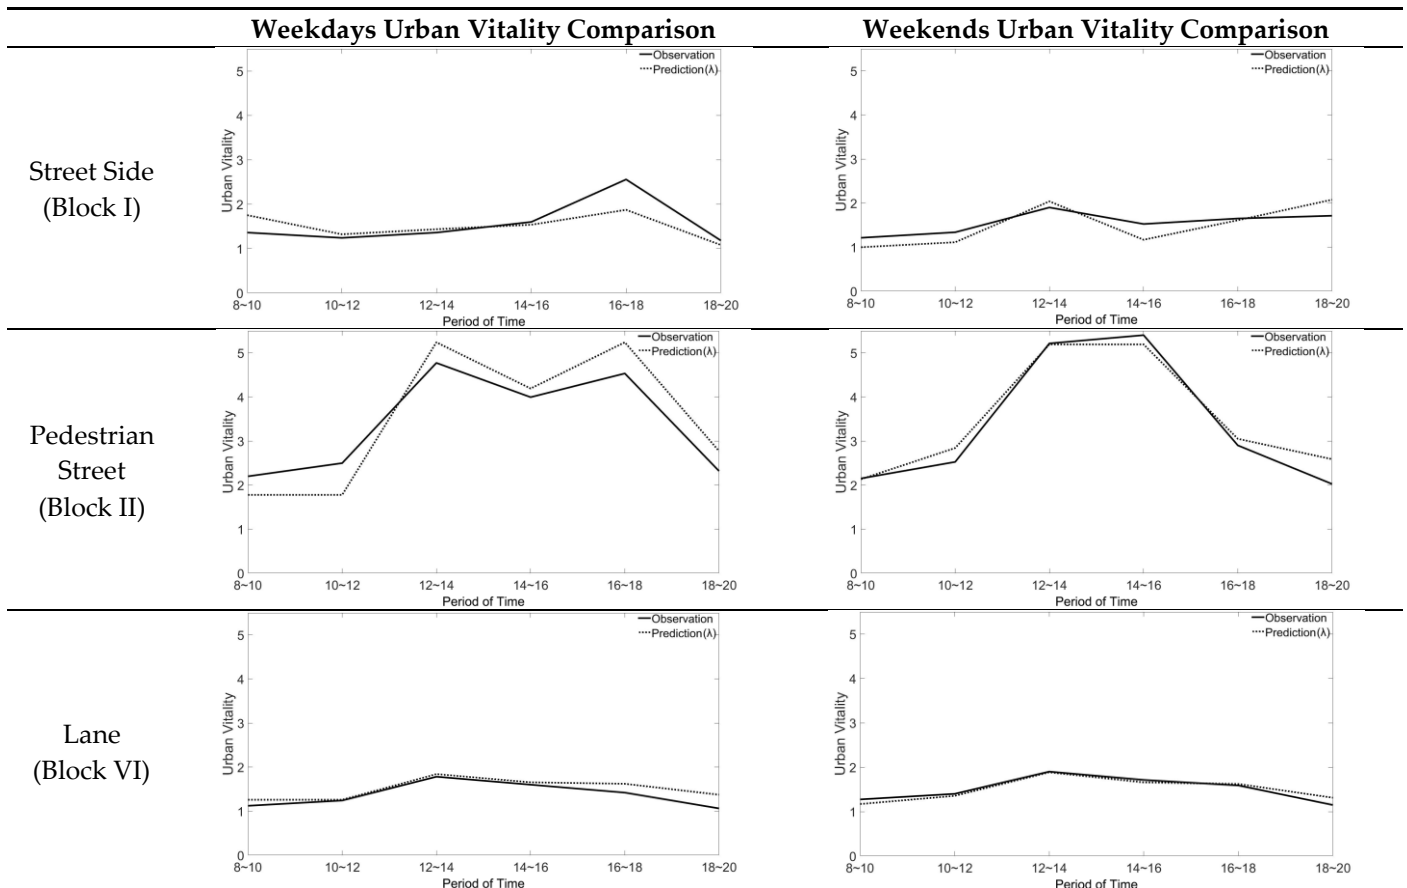 Weekdays Urban Vitality Comparison
Weekends Urban Vitality Comparison
Street Side
(Block I)
Observation
Prediction(λ)
Urban Vitality
5
4
3
2
1
0
8~10 10~12 12~14 14~16 16~18 18~20
Period of Time
Observation
Prediction(λ)
Urban Vitality
5
4
3
2
1
0
8~10 10~12 12~14 14~16 16~18 18~20
Period of Time
Pedestrian
Street
(Block II)
Observation
Prediction(λ)
Urban Vitality
5
4
3
2
1
0
8~10 10~12 12~14 14~16 16~18 18~20
Period of Time
Observation
Prediction(λ)
Urban Vitality
5
4
3
2
1
0
8~10 10~12 12~14 14~16 16~18 18~20
Period of Time
Lane
(Block VI)
Observation
Prediction(λ)
Urban Vitality
5
4
3
2
1
0
8~10 10~12 12~14 14~16 16~18 18~20
Period of Time
Observation
Prediction(λ)
Urban Vitality
5
4
3
2
1
0
8~10 10~12 12~14 14~16 16~18 18~20
Period of Time